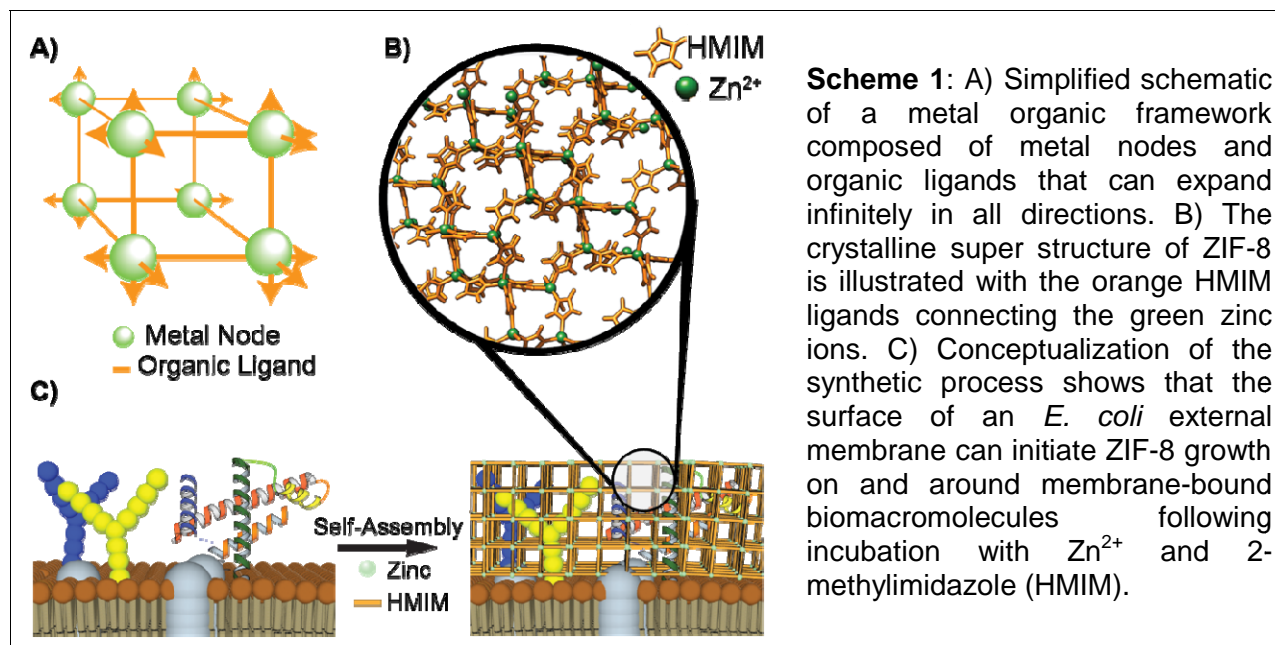 A)
B)
HMIM
Zn²⁺
Metal Node
Organic Ligand
C)
Self-Assembly
Zinc
HMIM
Scheme 1: A) Simplified schematic
of a metal organic framework
composed of metal nodes and
organic ligands that can expand
infinitely in all directions. B) The
crystalline super structure of ZIF-8
is illustrated with the orange HMIM
ligands connecting the green zinc
ions. C) Conceptualization of the
synthetic process shows that the
surface of an E. coli external
membrane can initiate ZIF-8 growth
on and around membrane-bound
biomacromolecules following
incubation with Zn²⁺ and 2-
methylimidazole (HMIM).